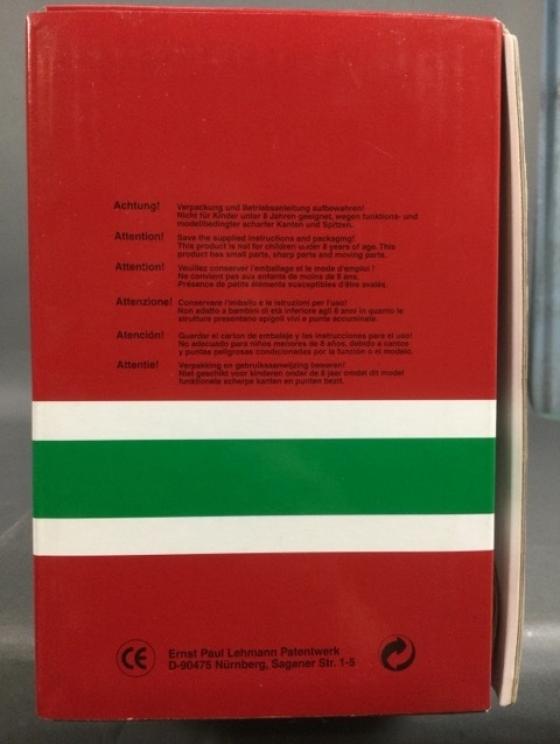 Achtung! Verpackung und Betriebsanleitung aufbewahren!
Nicht für Kinder unter 8 Jahren geeignet, wegen funktions- und
modellbedingter scharfer Kanten und Spitzen.
Attention! Save the supplied instructions and packaging!
This product is not for children under 8 years of age. This
product has small parts, sharp parts and moving parts.
Attention! Veuillez conserver l'emballage et le mode d'emploi !
Ne convient pas aux enfants de moins de 8 ans.
Présence de petits éléments susceptibles d'être avalés.
Attenzione! Conservare l'imballo e le istruzioni per l'uso!
Non adatto a bambini di età inferiore agli 8 anni in quanto le
strutture presentano spigoli vivi e punte accuminate.
Atención! Guardar el carton de embalaje y las instrucciones para el uso!
No adecuado para niños menores de 8 años, debido a cantos
y puntas peligrosas condecionadas por la función o el modelo.
Attentie! Verpakking en gebruiksaanwijzing bewaren!
Niet geschikt voor kinderen onder de 8 jaar omdat dit model
funktionele scherpe kanten en punten bezit.
CE
Ernst Paul Lehmann Patentwerk
D-90475 Nürnberg, Saganer Str. 1-5